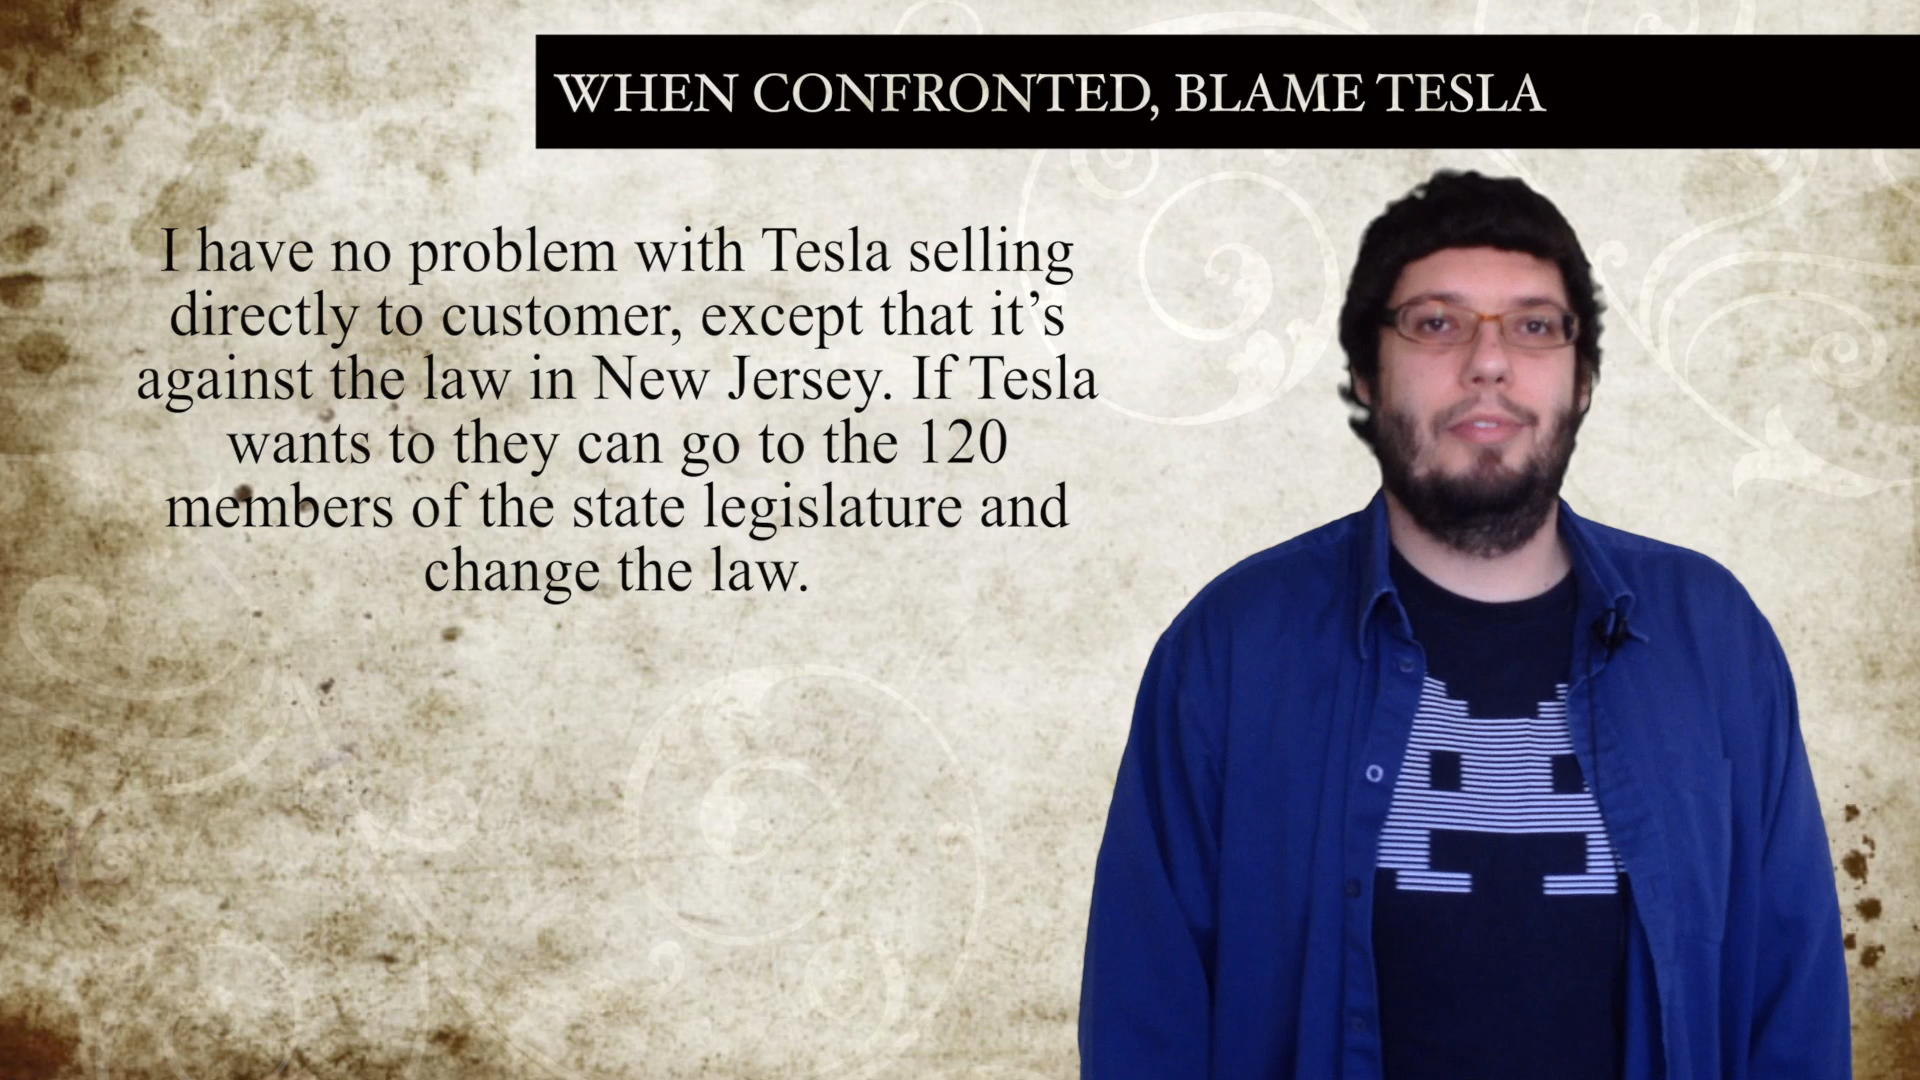 WHEN CONFRONTED, BLAME TESLA
I have no problem with Tesla selling
directly to customer, except that it’s
against the law in New Jersey. If Tesla
wants to they can go to the 120
members of the state legislature and
change the law.